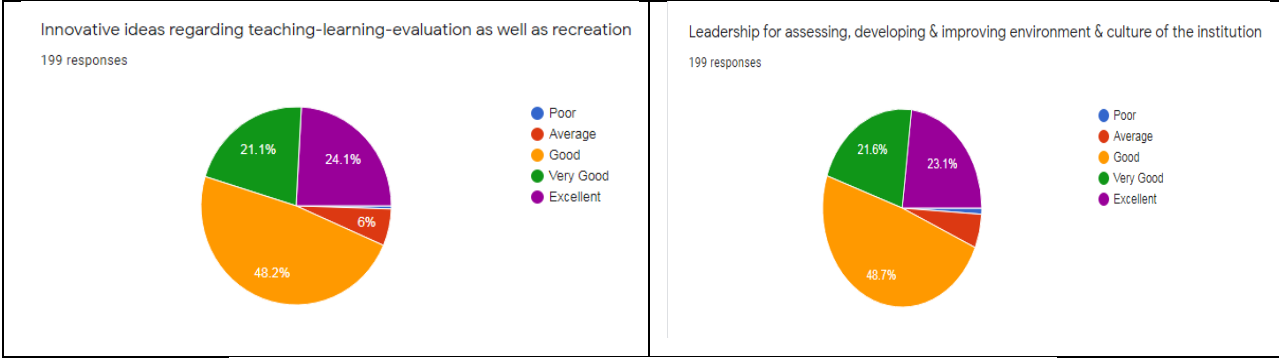 Innovative ideas regarding teaching-learning-evaluation as well as recreation
199 responses
21.1%
24.1%
6%
48.2%
Poor
Average
Good
Very Good
Excellent
Leadership for assessing, developing & improving environment & culture of the institution
199 responses
21.6%
23.1%
48.7%
Poor
Average
Good
Very Good
Excellent